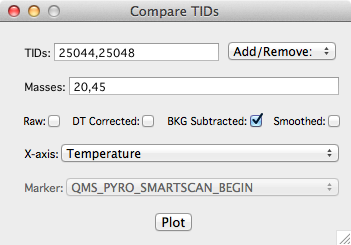 Compare TIDs
TIDs: 25044,25048 Add/Remove:
Masses: 20,45
Raw: DT Corrected: BKG Subtracted: Smoothed:
X-axis: Temperature
Marker: QMS_PYRO_SMARTSCAN_BEGIN
Plot